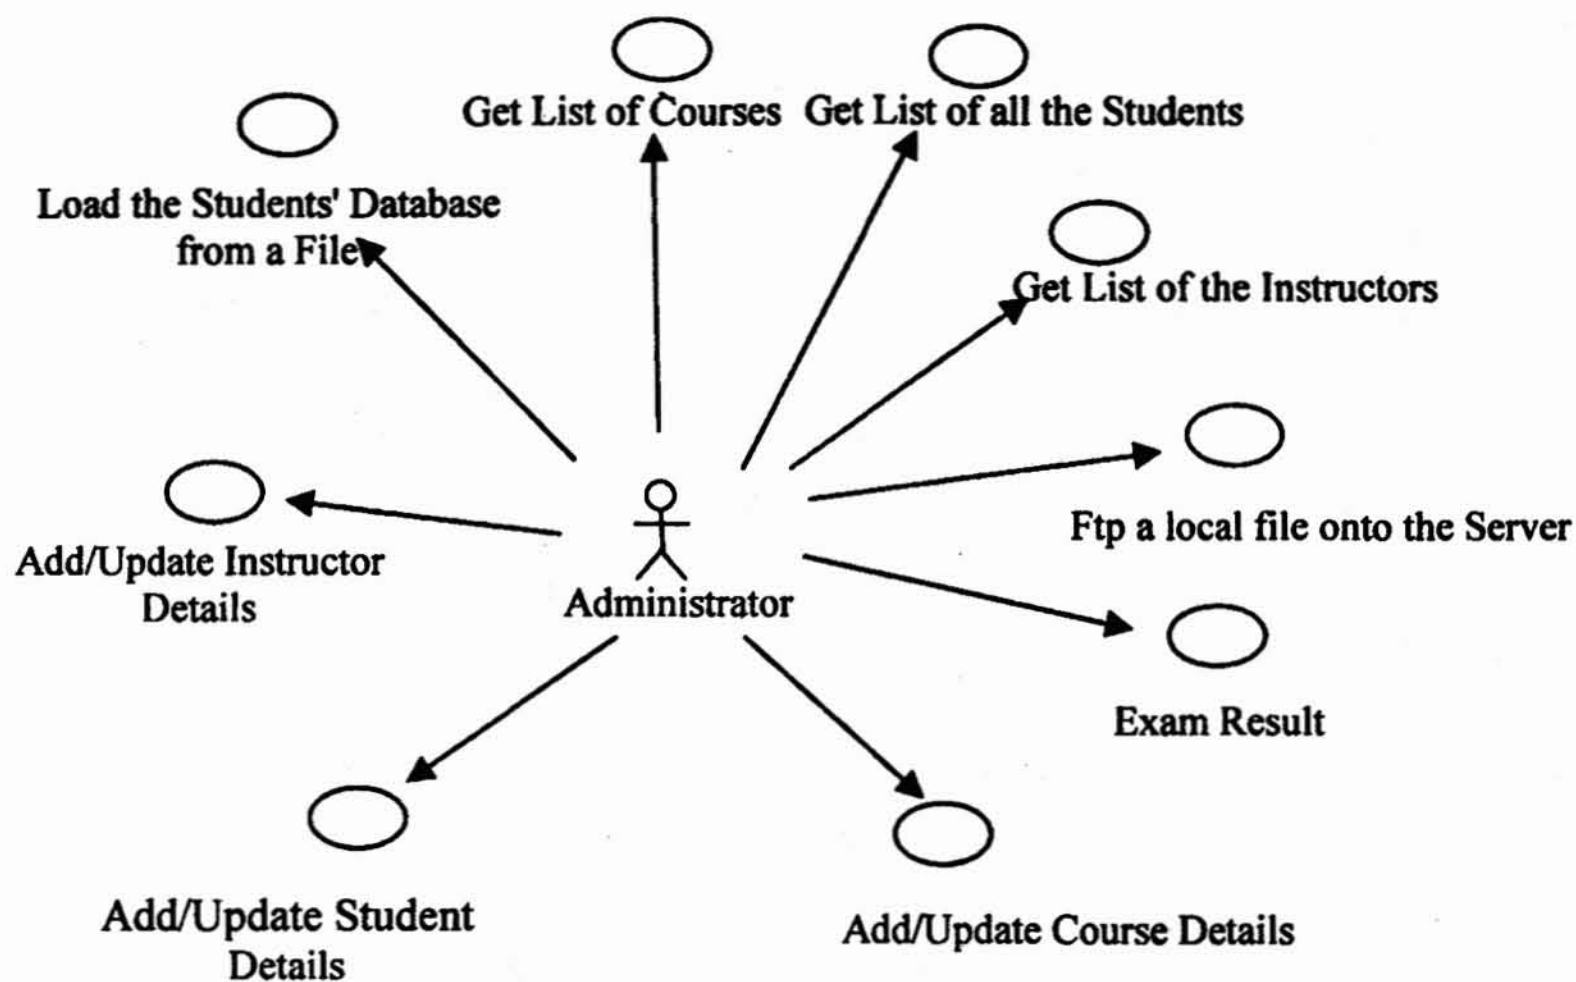 Get List of Courses
Get List of all the Students
Load the Students' Database
from a File
Get List of the Instructors
Ftp a local file onto the Server
Add/Update Instructor
Details
Administrator
Exam Result
Add/Update Student
Details
Add/Update Course Details